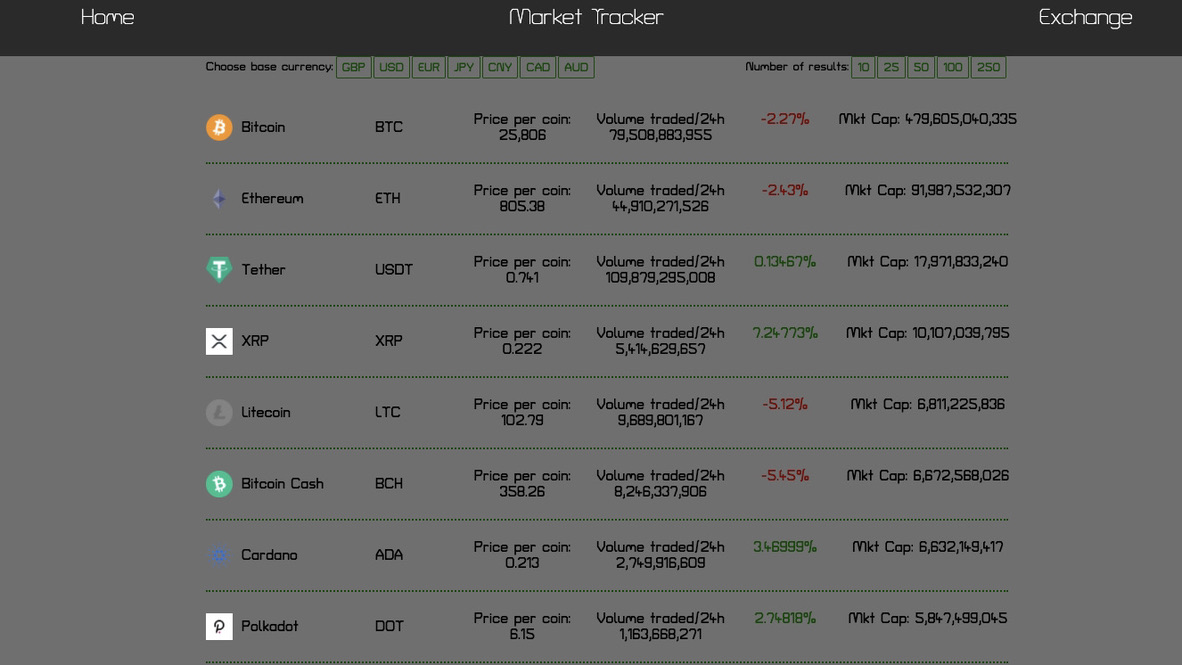 Home Market Tracker Exchange
Choose base currency: GBP USD EUR JPY CNY CAD AUD Number of results: 10 25 50 100 250
Bitcoin BTC Price per coin: 25,806 Volume traded/24h 79,508,883,955 -2.27% Mkt Cap: 479,605,040,335
Ethereum ETH Price per coin: 805.38 Volume traded/24h 44,910,271,526 -2.43% Mkt Cap: 91,987,532,307
Tether USDT Price per coin: 0.741 Volume traded/24h 109,879,295,008 0.13467% Mkt Cap: 17,971,833,240
XRP XRP Price per coin: 0.222 Volume traded/24h 5,414,629,657 7.24773% Mkt Cap: 10,107,039,795
Litecoin LTC Price per coin: 102.79 Volume traded/24h 9,689,801,167 -5.12% Mkt Cap: 6,811,225,836
Bitcoin Cash BCH Price per coin: 358.26 Volume traded/24h 8,246,337,906 -5.45% Mkt Cap: 6,672,568,026
Cardano ADA Price per coin: 0.213 Volume traded/24h 2,749,916,609 3.46999% Mkt Cap: 6,632,149,417
Polkadot DOT Price per coin: 6.15 Volume traded/24h 1,163,668,271 2.74818% Mkt Cap: 5,847,499,045